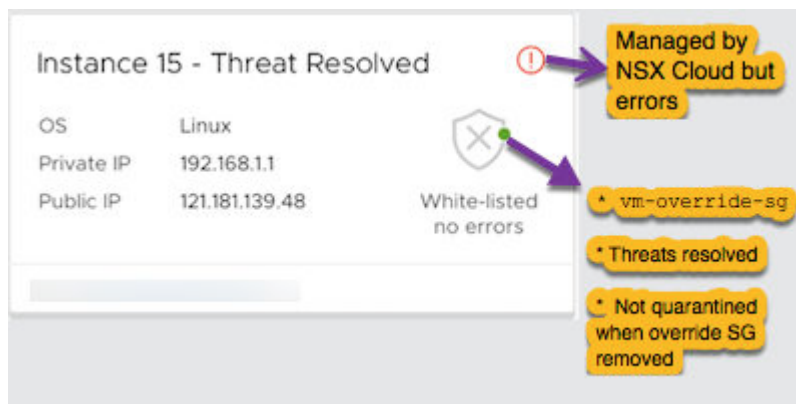 Instance 15 - Threat Resolved
OS Linux
Private IP 192.168.1.1
Public IP 121.181.139.48
White-listed
no errors
Managed by
NSX Cloud but
errors
* vm-override-sg
* Threats resolved
* Not quarantined
when override SG
removed